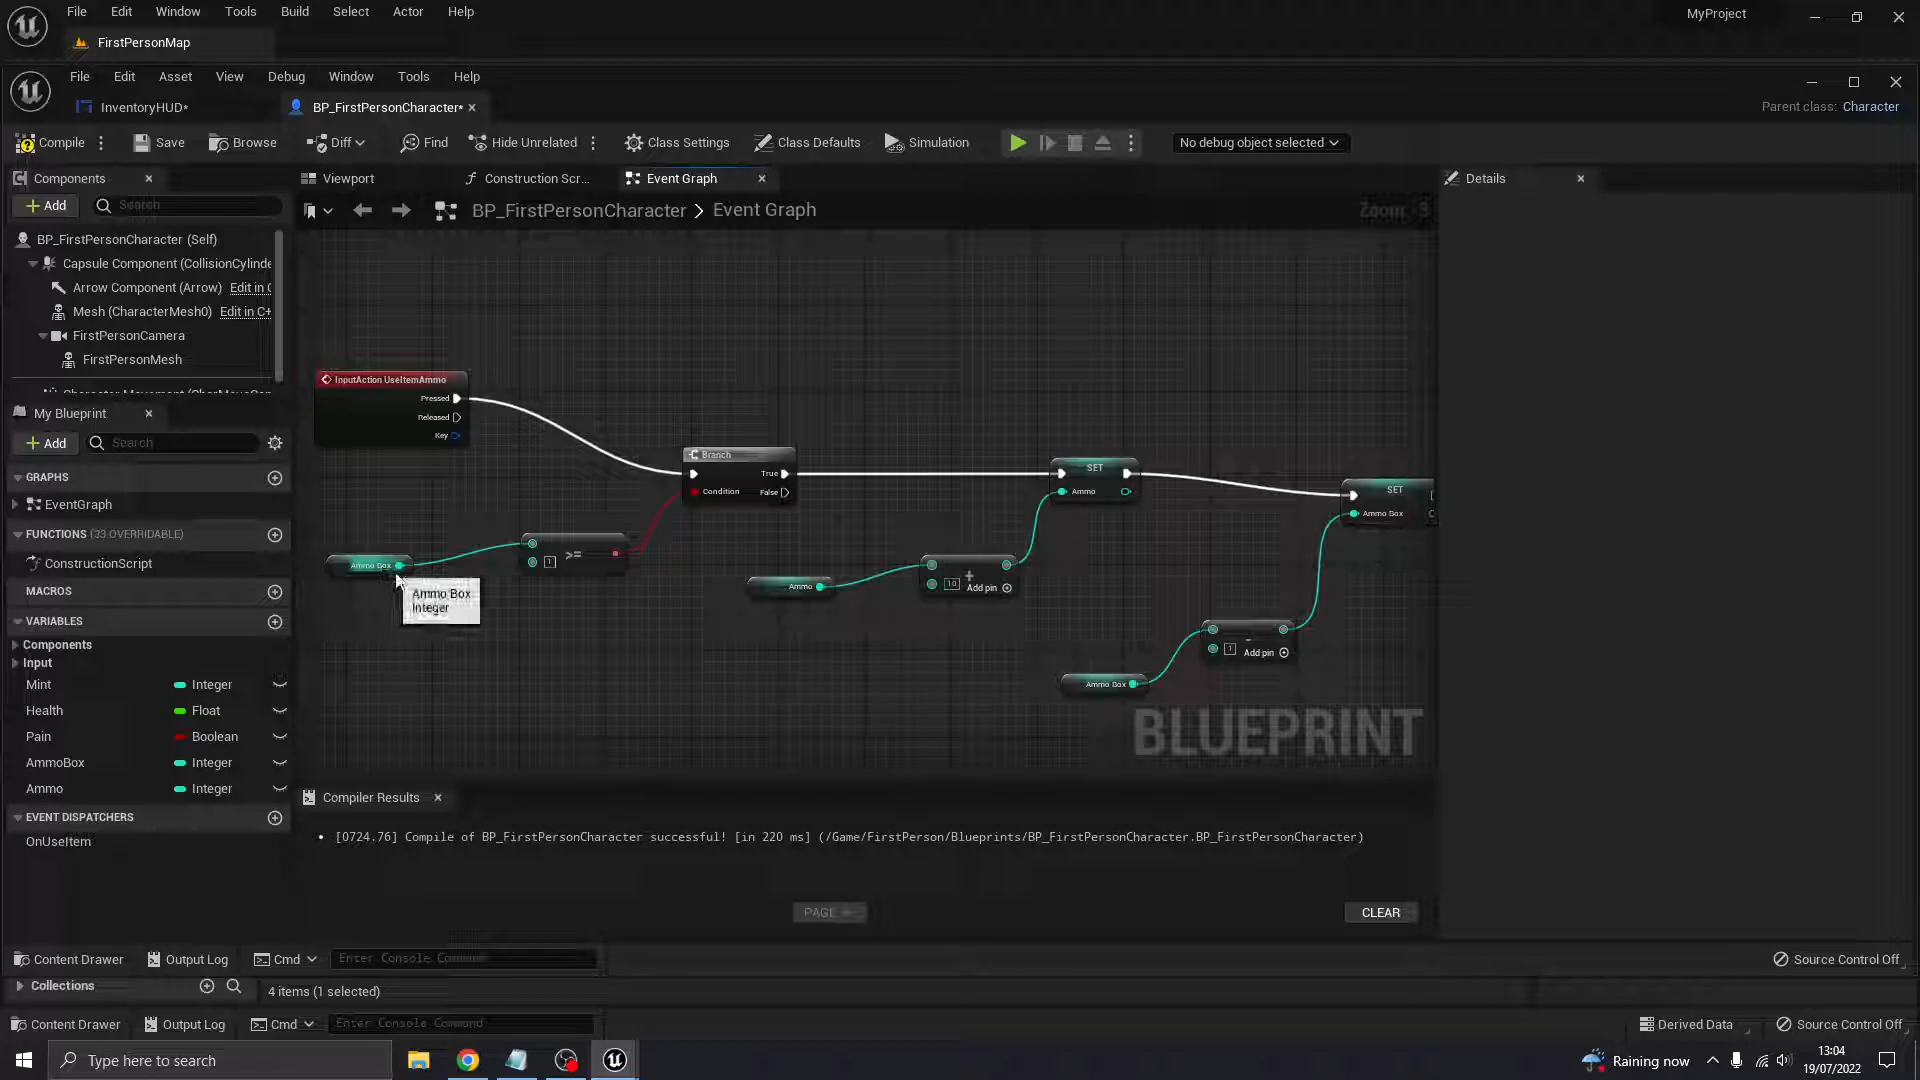 File Edit Window Tools Build Select Actor Help
MyProject
FirstPersonMap
File Edit Asset View Debug Window Tools Help
InventoryHUD*
BP_FirstPersonCharacter*
Parent class: Character
Compile
Save
Browse
Diff
Find
Hide Unrelated
Class Settings
Class Defaults
Simulation
No debug object selected
Components
Viewport
Construction Scr...
Event Graph
Details
Add
Search
BP_FirstPersonCharacter > Event Graph
Zoom -3
BP_FirstPersonCharacter (Self)
Capsule Component (CollisionCylinde
Arrow Component (Arrow) Edit in C
Mesh (CharacterMesh0) Edit in C+
FirstPersonCamera
FirstPersonMesh
My Blueprint
Add
Search
GRAPHS
EventGraph
FUNCTIONS (33 OVERRIDABLE)
ConstructionScript
MACROS
VARIABLES
Components
Input
Mint Integer
Health Float
Pain Boolean
AmmoBox Integer
Ammo Integer
EVENT DISPATCHERS
OnUseItem
InputAction UseItemAmmo
Pressed
Released
Key
Branch
True
Condition False
SET
Ammo
SET
Ammo Box
Ammo Box
1 >=
Ammo Box
Integer
Ammo
+
10 Add pin
-
1 Add pin
Ammo Box
BLUEPRINT
Compiler Results
[0724.76] Compile of BP_FirstPersonCharacter successful! [in 220 ms] (/Game/FirstPerson/Blueprints/BP_FirstPersonCharacter.BP_FirstPersonCharacter)
PAGE
CLEAR
Content Drawer
Output Log
Cmd
Enter Console Command
Source Control Off
Collections
4 items (1 selected)
Content Drawer
Output Log
Cmd
Enter Console Command
Derived Data
Source Control Off
Type here to search
Raining now
13:04
19/07/2022